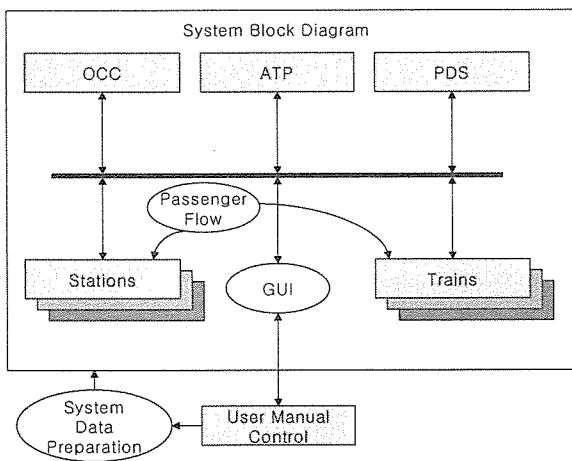 System Block Diagram
OCC
ATP
PDS
Passenger
Flow
Stations
GUI
Trains
System
Data
Preparation
User Manual
Control